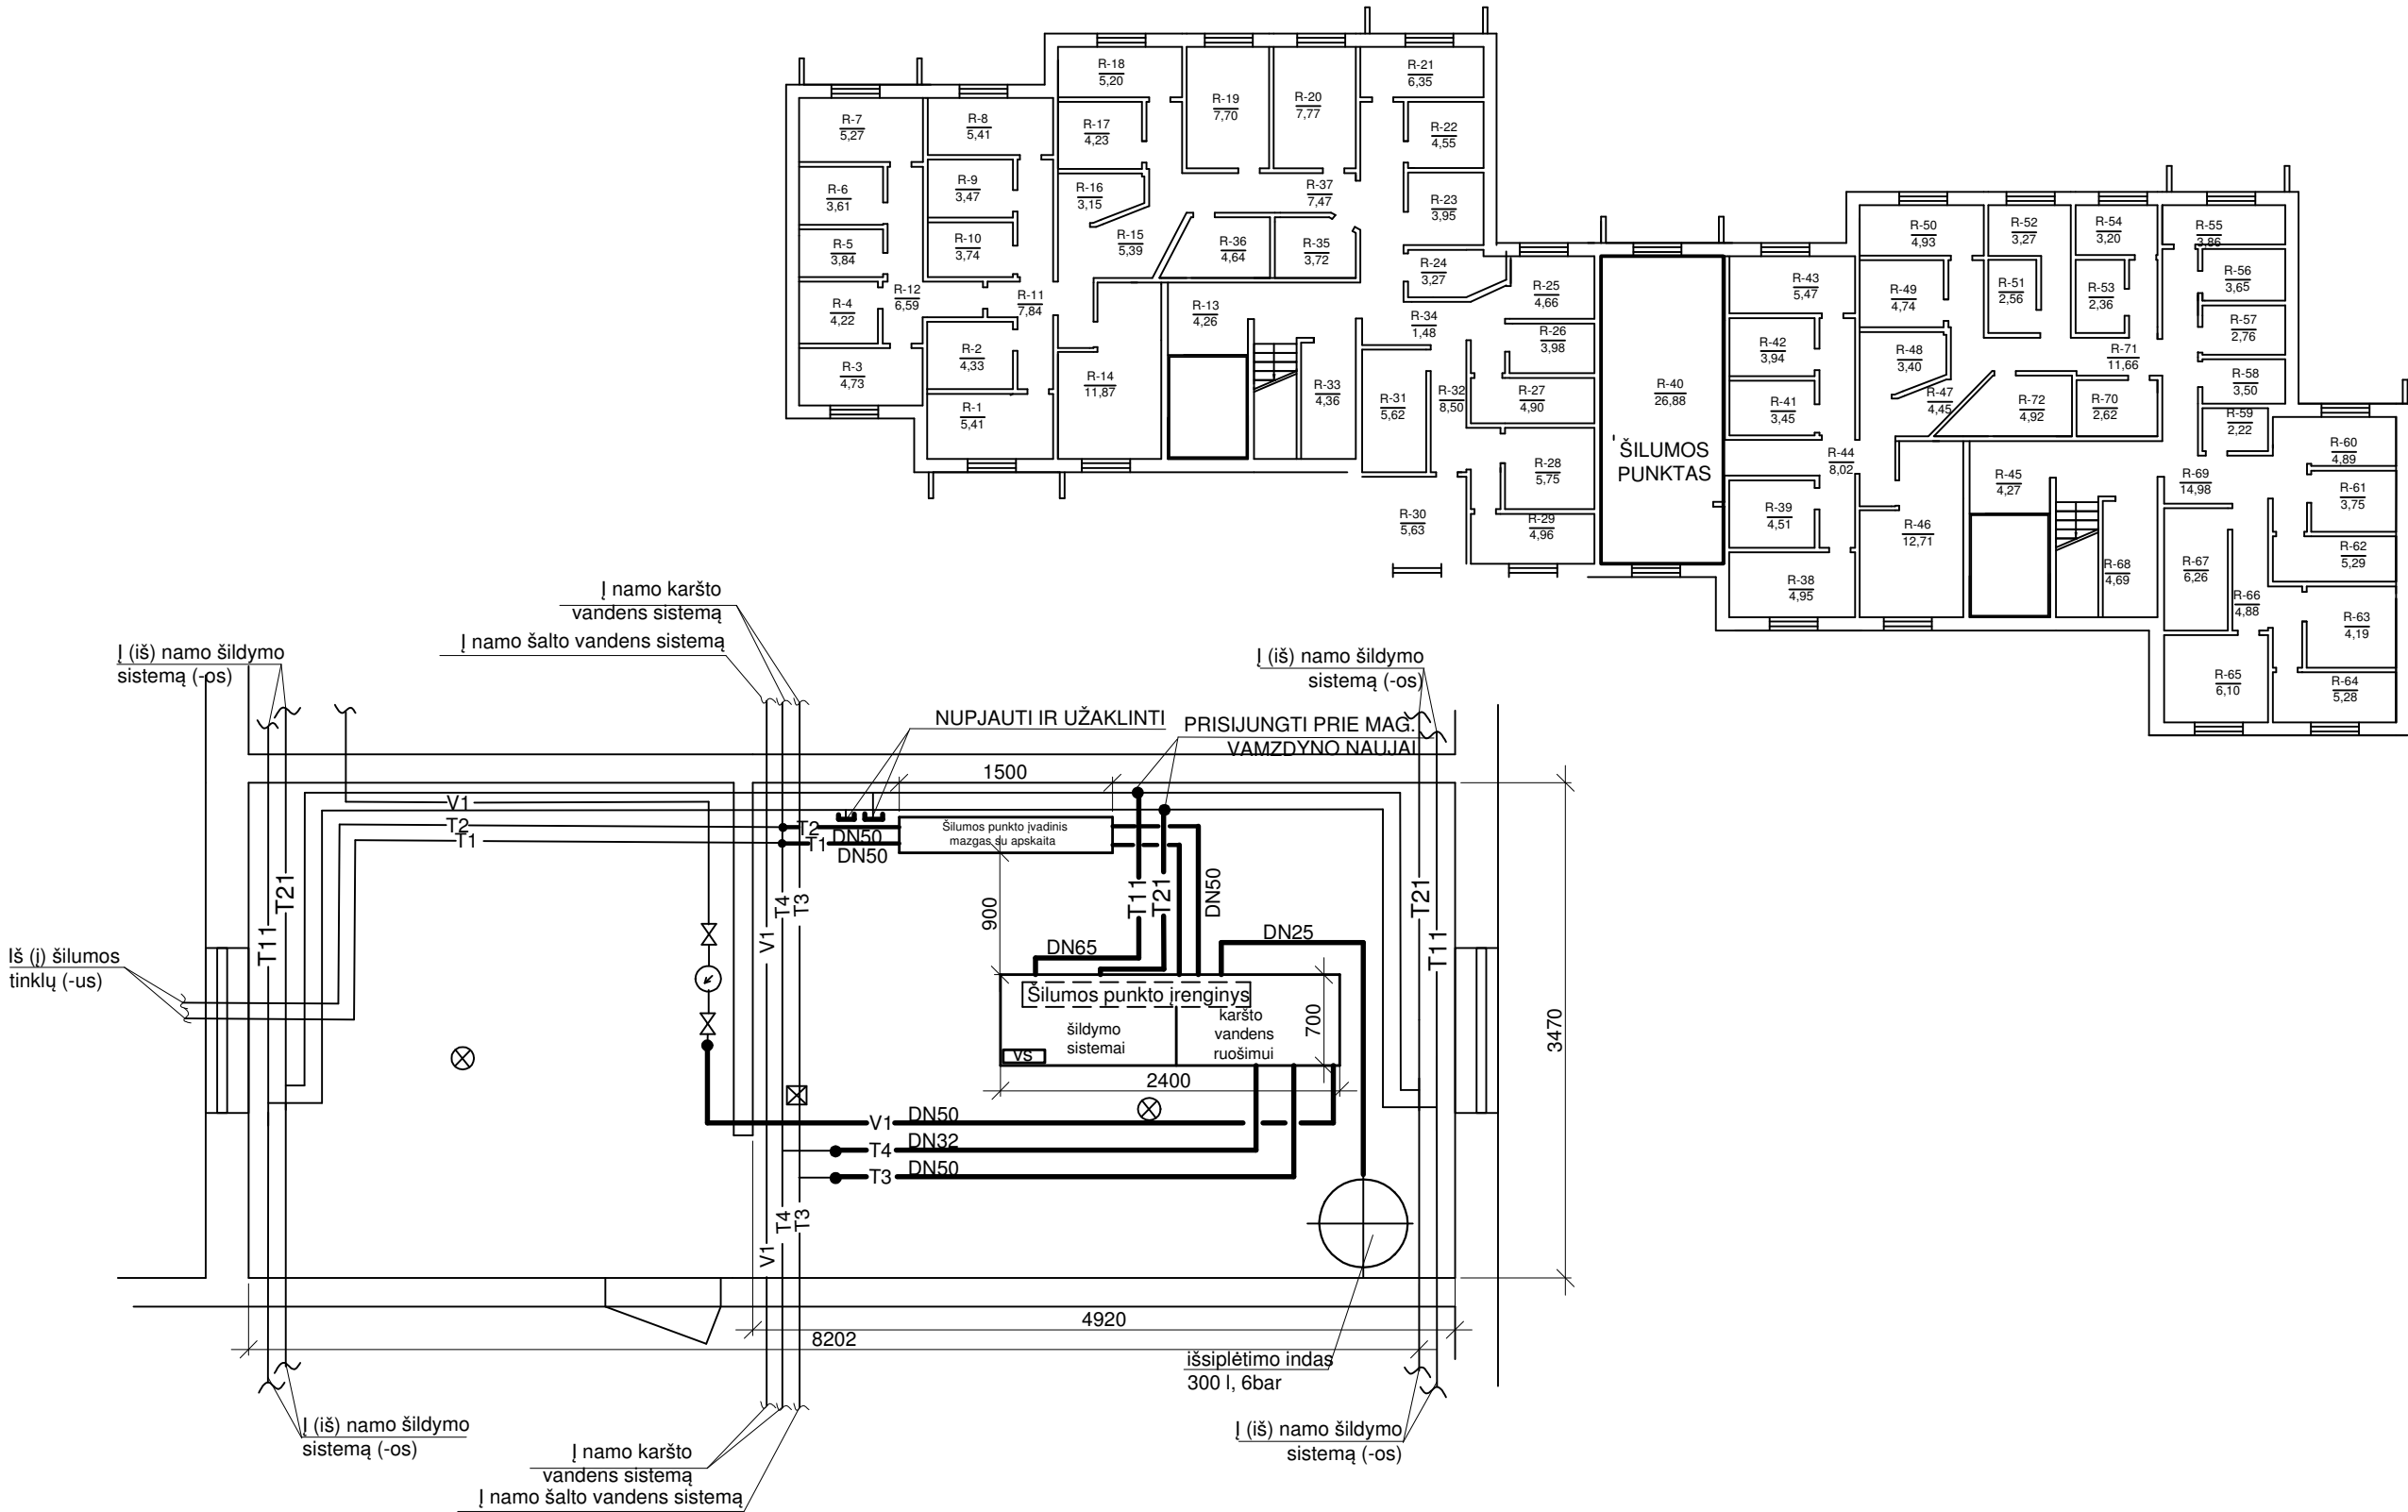 R-18
5,20
R-21
6,35
R-19
7,70
R-20
7,77
R-7
5,27
R-8
5,41
R-17
4,23
R-22
4,55
R-6
3,61
R-9
3,47
R-16
3,15
R-37
7,47
R-23
3,95
R-5
3,84
R-10
3,74
R-15
5,39
R-36
4,64
R-35
3,72
R-24
3,27
R-12
6,59
R-11
7,84
R-4
4,22
R-13
4,26
R-25
4,66
R-34
1,48
R-26
3,98
R-3
4,73
R-2
4,33
R-14
11,87
R-33
4,36
R-31
5,62
R-32
8,50
R-27
4,90
R-1
5,41
R-28
5,75
R-30
5,63
R-29
4,96
R-40
26,88
'ŠILUMOS
PUNKTAS
R-50
4,93
R-52
3,27
R-54
3,20
R-55
3,86
R-43
5,47
R-49
4,74
R-51
2,56
R-53
2,36
R-56
3,65
R-42
3,94
R-48
3,40
R-71
11,66
R-57
2,76
R-41
3,45
R-47
4,45
R-72
4,92
R-70
2,62
R-58
3,50
R-59
2,22
R-60
4,89
R-44
8,02
R-45
4,27
R-69
14,98
R-61
3,75
R-39
4,51
R-46
12,71
R-62
5,29
R-38
4,95
R-68
4,69
R-67
6,26
R-66
4,88
R-63
4,19
R-65
6,10
R-64
5,28
Į namo karšto
vandens sistemą
Į namo šalto vandens sistemą
Į (iš) namo šildymo
sistemą (-os)
Į (iš) namo šildymo
sistemą (-os)
NUPJAUTI IR UŽAKLINTI
PRISIJUNGTI PRIE MAG.
VAMZDYNO NAUJAI
1500
V1
T2
T1
T2
DN50
T1
DN50
Šilumos punkto įvadinis
mazgas su apskaita
T11
T21
T4
T3
V1
900
T11
T21
DN50
T21
T11
DN65
DN25
Iš (į) šilumos
tinklų (-us)
Šilumos punkto įrenginys
šildymo
sistemai
karšto
vandens
ruošimui
VS
700
2400
3470
V1
DN50
T4
DN32
T3
DN50
T4
T3
V1
4920
8202
išsiplėtimo indas
300 l, 6bar
Į (iš) namo šildymo
sistemą (-os)
Į namo karšto
vandens sistemą
Į namo šalto vandens sistemą
Į (iš) namo šildymo
sistemą (-os)